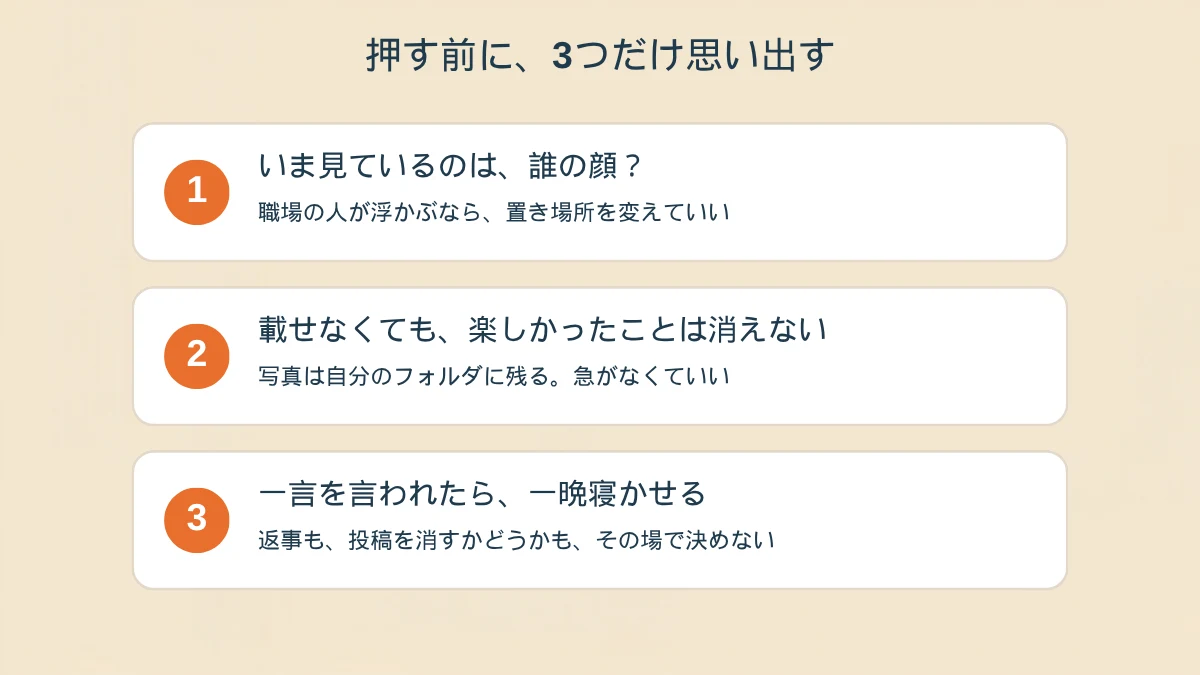 押す前に、3つだけ思い出す
1
いま見ているのは、誰の顔？
職場の人が浮かぶなら、置き場所を変えていい
2
載せなくても、楽しかったことは消えない
写真は自分のフォルダに残る。急がなくていい
3
一言を言われたら、一晩寝かせる
返事も、投稿を消すかどうかも、その場で決めない